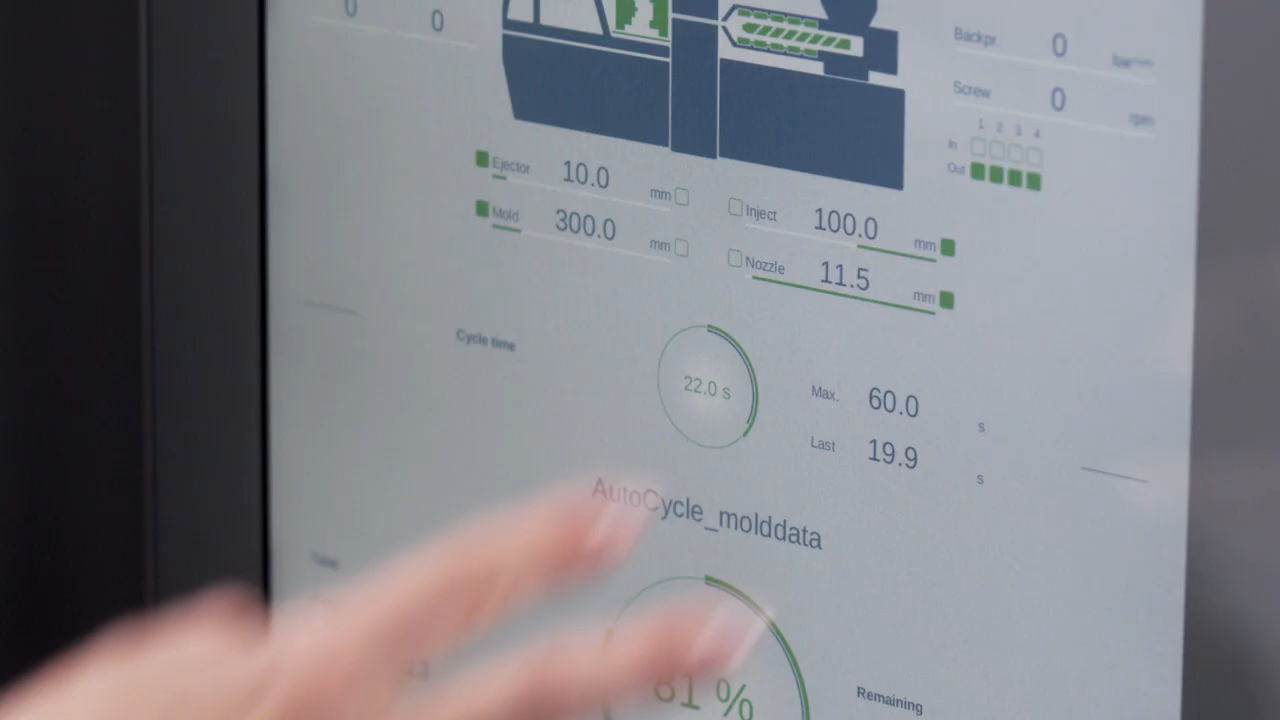 0
0
Backpr. 0 bar
Screw 0 rpm
1 2 3 4
In
Out
Ejector 10.0 mm
Mold 300.0 mm
Inject 100.0 mm
Nozzle 11.5 mm
Cycle time
22.0 s
Max. 60.0 s
Last 19.9 s
AutoCycle_molddata
81 %
Remaining